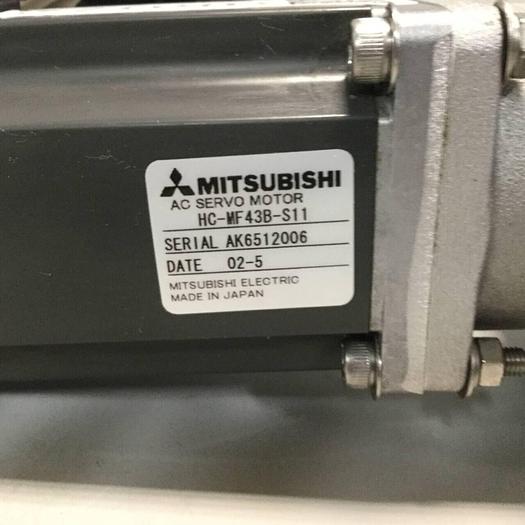 MITSUBISHI
AC SERVO MOTOR
HC-MF43B-S11
SERIAL AK6512006
DATE 02-5
MITSUBISHI ELECTRIC
MADE IN JAPAN